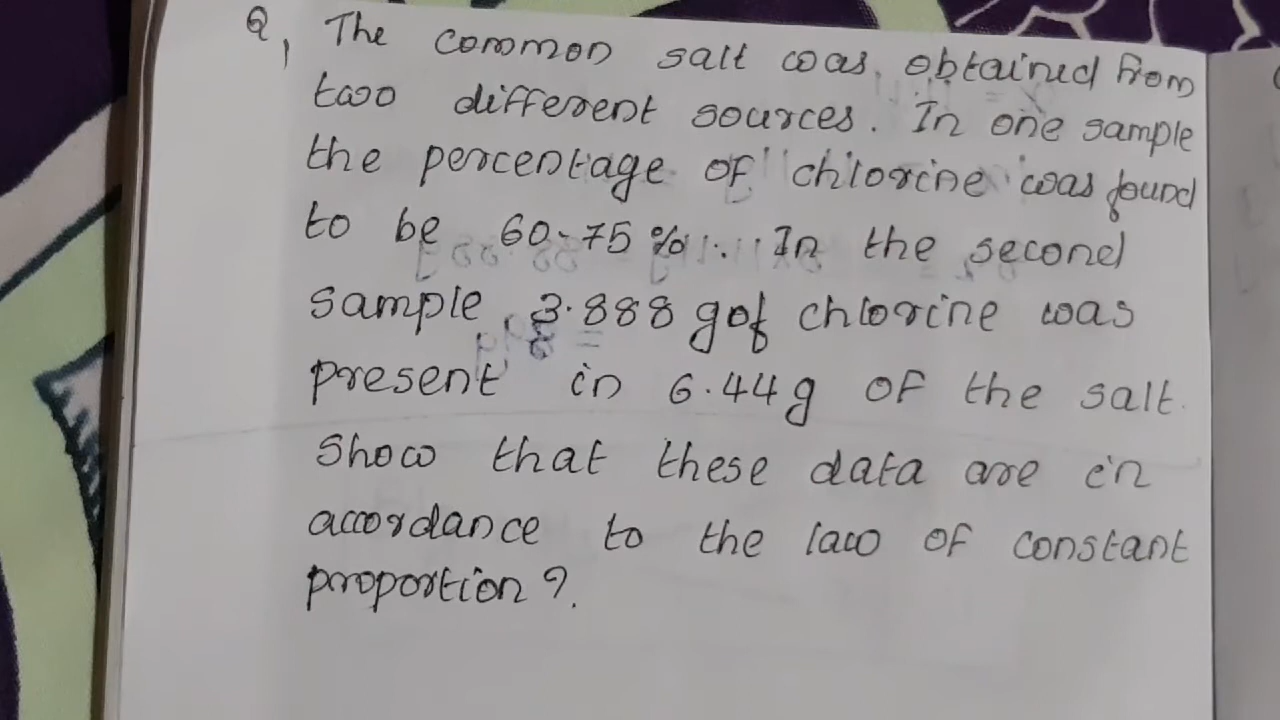 Q, The common salt was obtained from
two different sources. In one sample
the percentage of chlorine was found
to be 60.75%. In the second
sample 3.888 g of chlorine was
present in 6.44g of the salt.
Show that these data are in
accordance to the law of constant
proportion?.